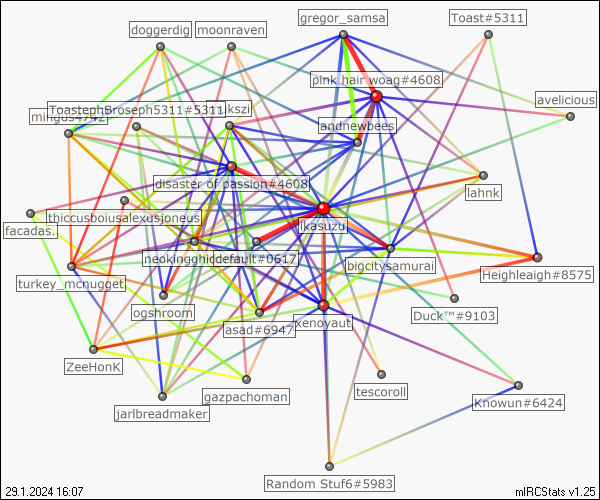 gregor_samsa
Toast#5311
doggerdig
moonraven
pink hair woag#4608
avelicious
ToastephBroseph5311#5311
mingus4742
kszi
andnewbees
disaster of passion#4608
lahnk
thiccusboiusalexusjoneus
facadas.
ikasuzu
neokingghidefault#0617
bigcitysamurai
Heighleaigh#8575
turkey_mcnugget
ogshroom
Duck™#9103
asad#6947
xenoyaut
ZeeHonK
gazpachoman
tescoroll
jarlbreadmaker
Knowun#6424
Random Stuf6#5983
29.1.2024 16:07
mIRCStats v1.25